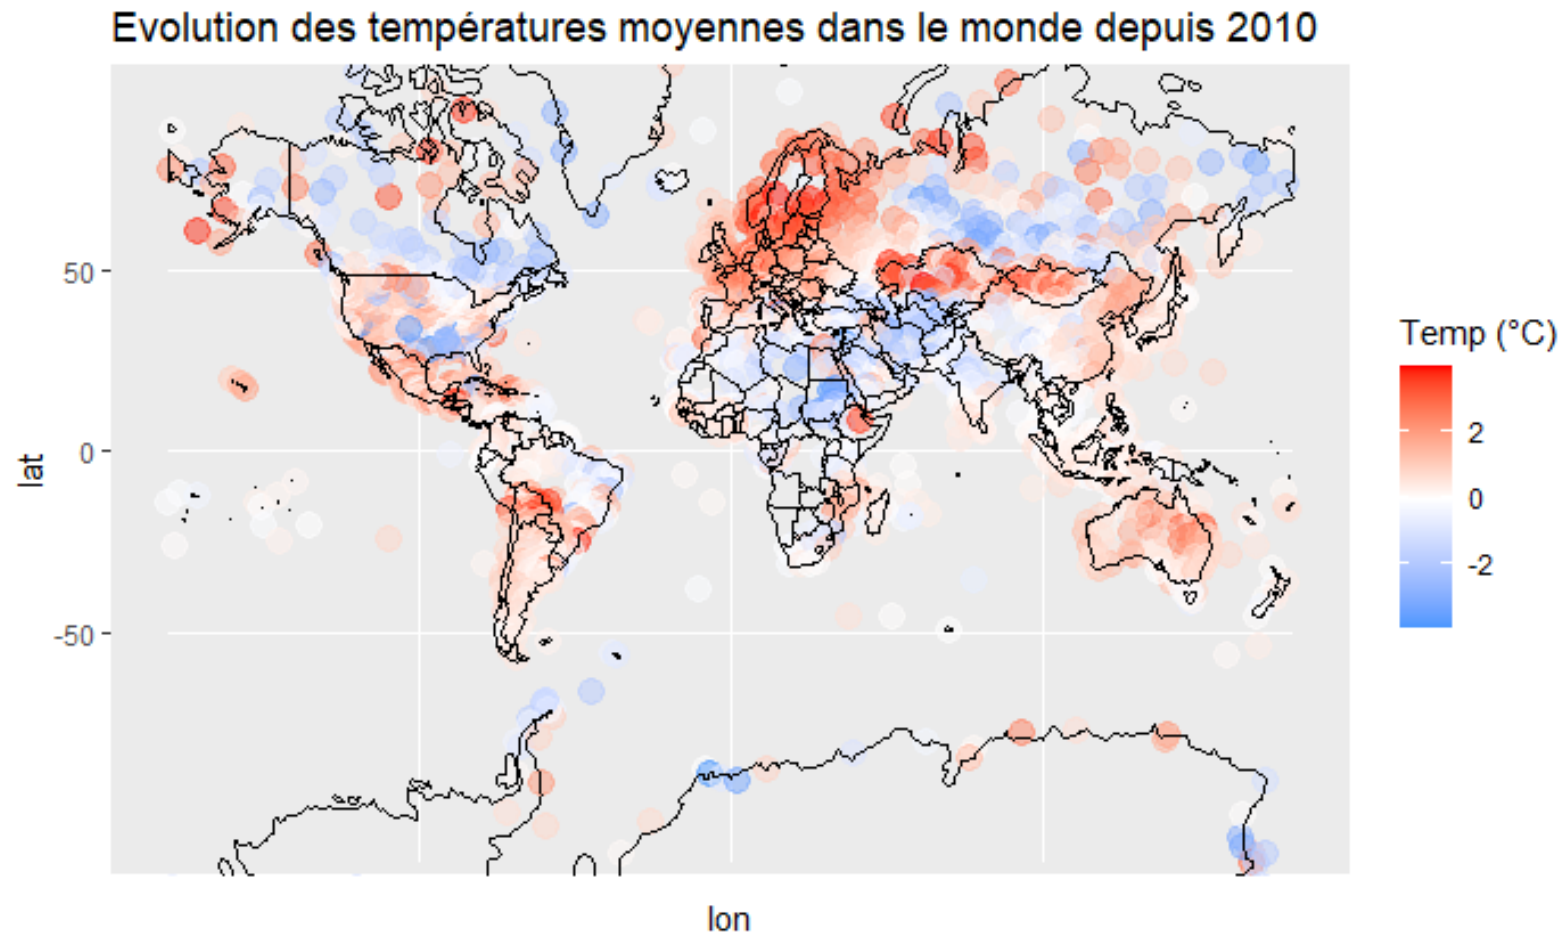 Evolution des températures moyennes dans le monde depuis 2010
lat
50
0
-50
lon
Temp (°C)
2
0
-2